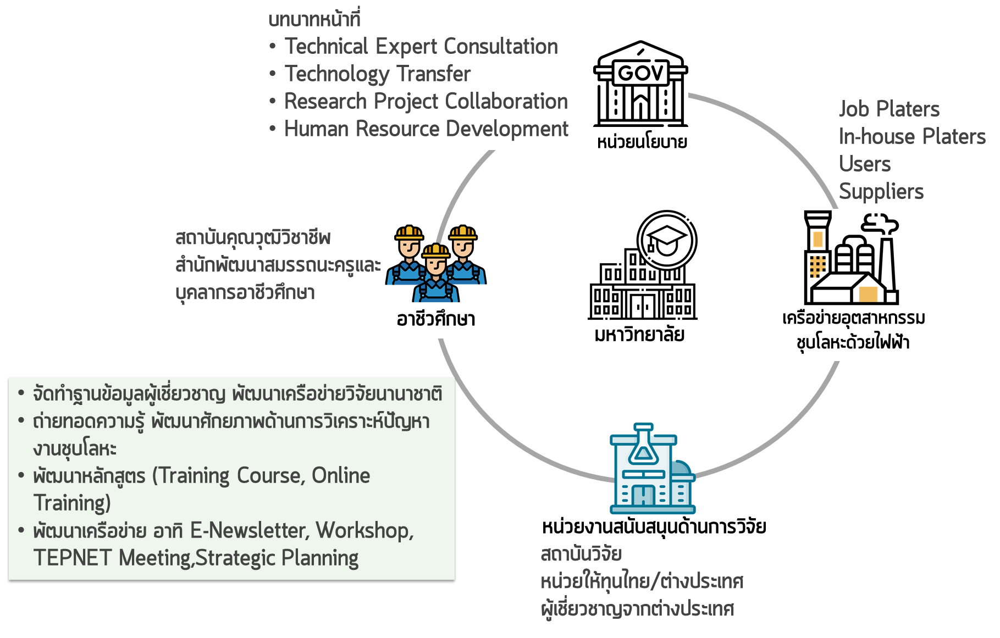 บทบาทหน้าที่
• Technical Expert Consultation
• Technology Transfer
• Research Project Collaboration
• Human Resource Development
GOV
หน่วยนโยบาย
Job Platers
In-house Platers
Users
Suppliers
สถาบันคุณวุฒิวิชาชีพ
สำนักพัฒนาสมรรถนะครูและ
บุคลากรอาชีวศึกษา
อาชีวศึกษา
มหาวิทยาลัย
เครือข่ายอุตสาหกรรม
ชุบโลหะด้วยไฟฟ้า
• จัดทำฐานข้อมูลผู้เชี่ยวชาญ พัฒนาเครือข่ายวิจัยนานาชาติ
• ถ่ายทอดความรู้ พัฒนาศักยภาพด้านการวิเคราะห์ปัญหา
งานชุบโลหะ
• พัฒนาหลักสูตร (Training Course, Online
Training)
• พัฒนาเครือข่าย อาทิ E-Newsletter, Workshop,
TEPNET Meeting,Strategic Planning
หน่วยงานสนับสนุนด้านการวิจัย
สถาบันวิจัย
หน่วยให้ทุนไทย/ต่างประเทศ
ผู้เชี่ยวชาญจากต่างประเทศ